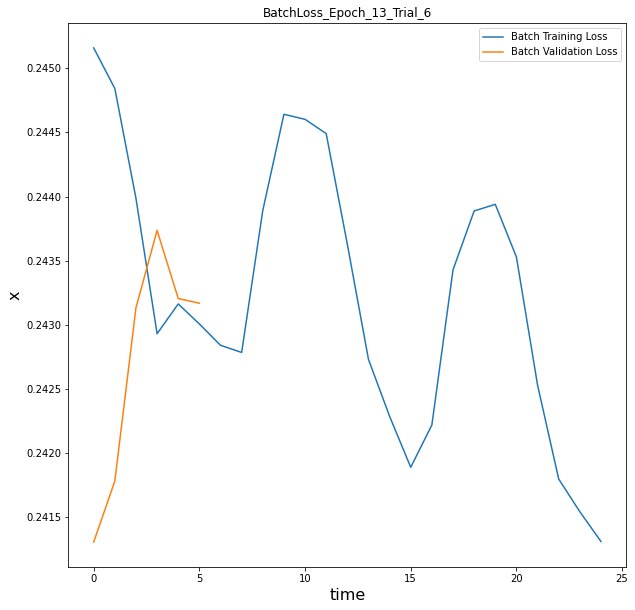 BatchLoss_Epoch_13_Trial_6
Batch Training Loss
Batch Validation Loss
0.2450
0.2445
0.2440
0.2435
0.2430
0.2425
0.2420
0.2415
x
0
5
10
15
20
25
time